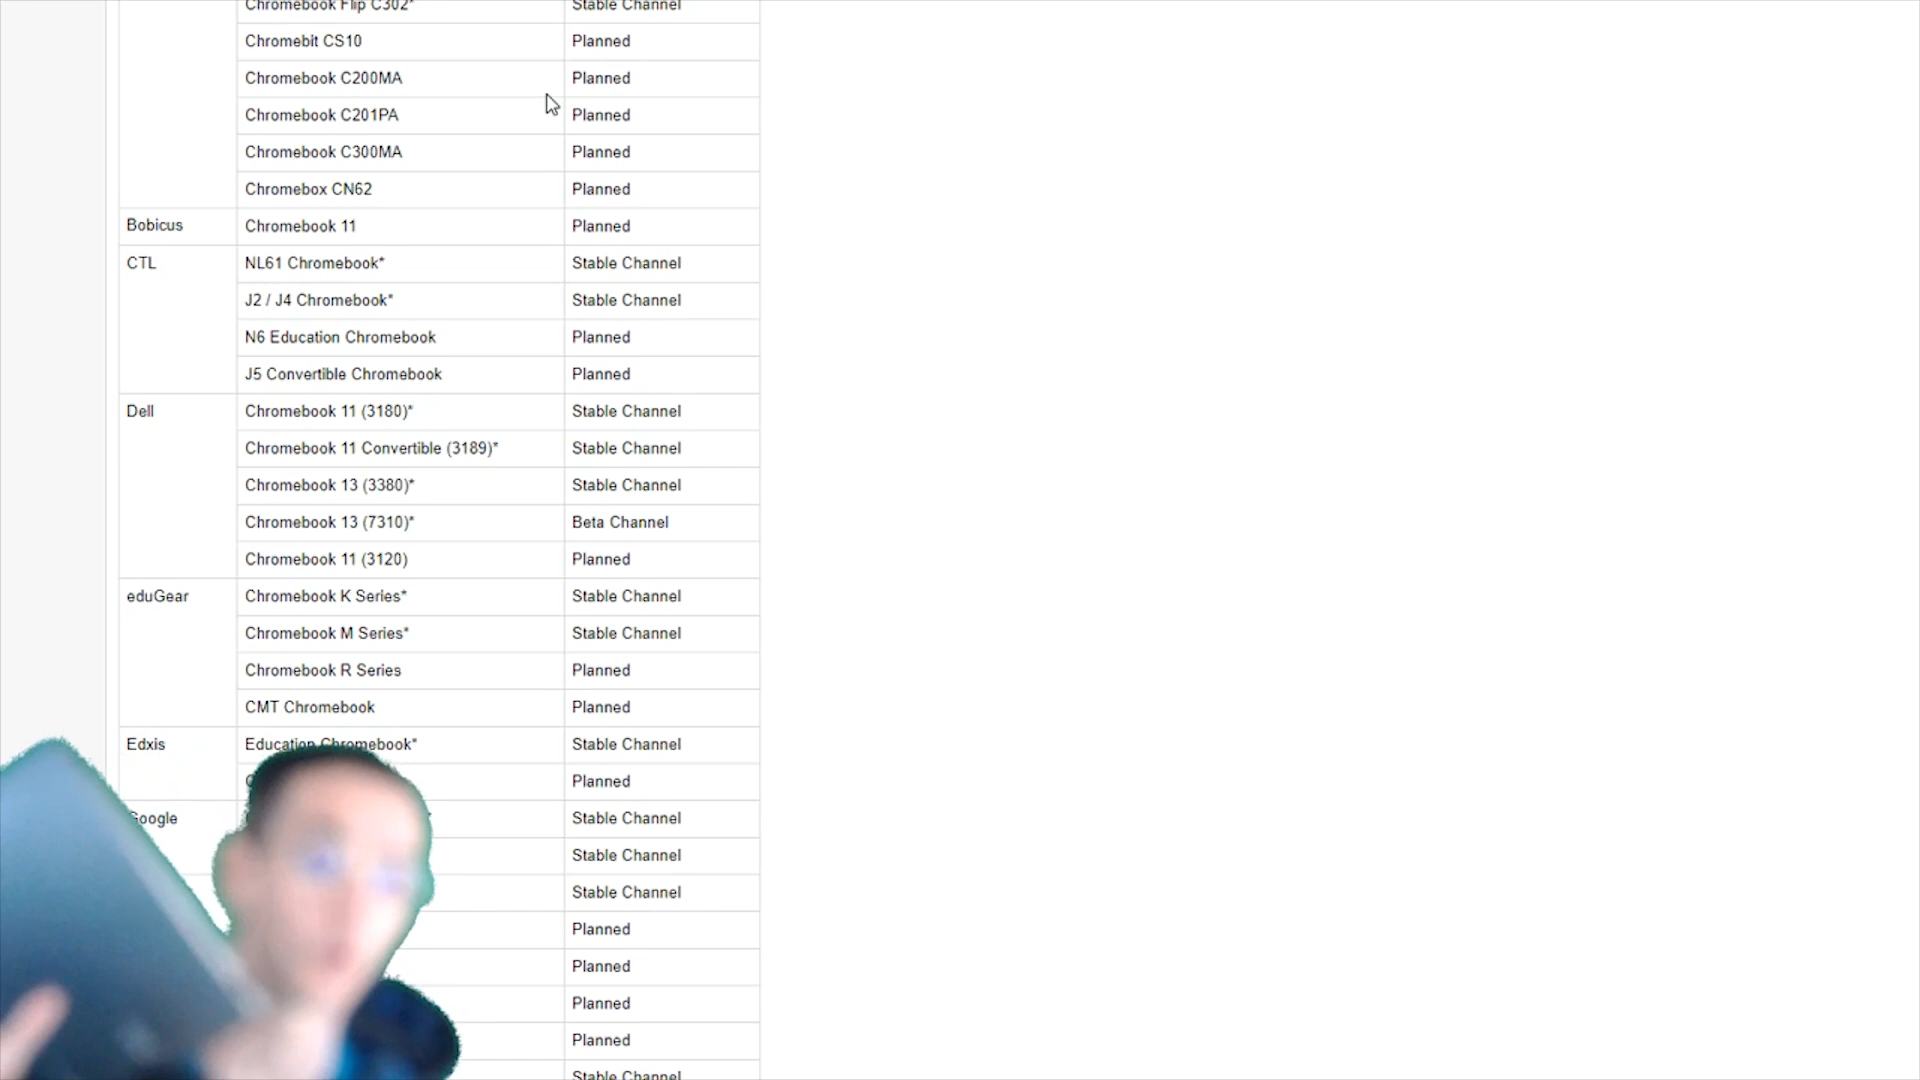 Chromebook Flip C302* Stable Channel
Chromebit CS10 Planned
Chromebook C200MA Planned
Chromebook C201PA Planned
Chromebook C300MA Planned
Chromebox CN62 Planned
Bobicus Chromebook 11 Planned
CTL NL61 Chromebook* Stable Channel
J2 / J4 Chromebook* Stable Channel
N6 Education Chromebook Planned
J5 Convertible Chromebook Planned
Dell Chromebook 11 (3180)* Stable Channel
Chromebook 11 Convertible (3189)* Stable Channel
Chromebook 13 (3380)* Stable Channel
Chromebook 13 (7310)* Beta Channel
Chromebook 11 (3120) Planned
eduGear Chromebook K Series* Stable Channel
Chromebook M Series* Stable Channel
Chromebook R Series Planned
CMT Chromebook Planned
Edxis Education Chromebook* Stable Channel
Planned
Google Stable Channel
Stable Channel
Stable Channel
Planned
Planned
Planned
Planned
Stable Channel